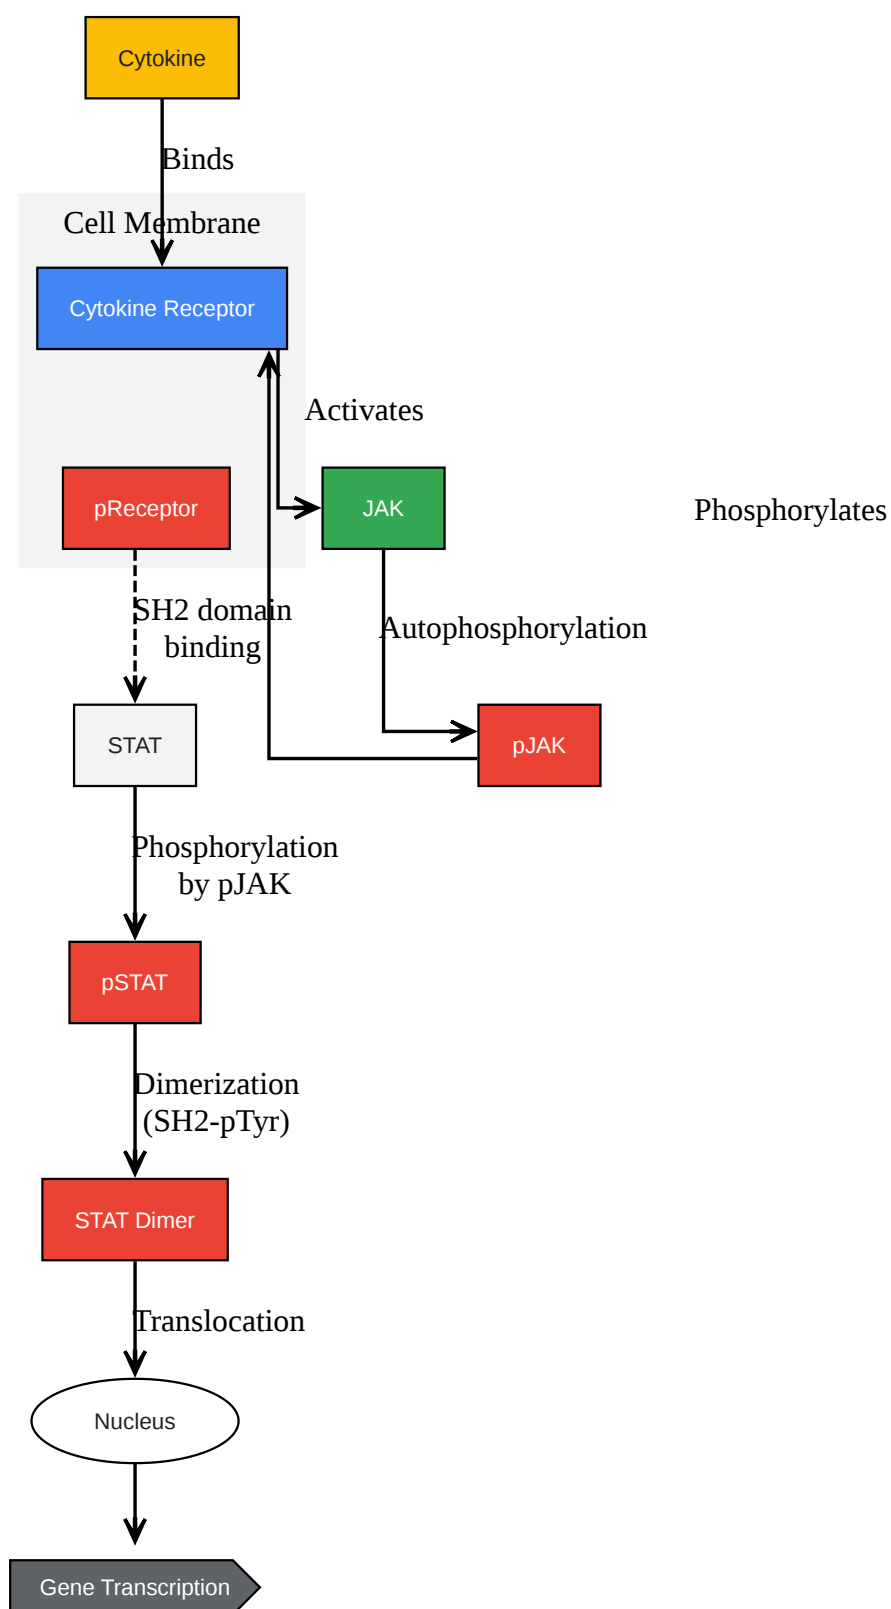 Cytokine
Binds
Cell Membrane
Cytokine Receptor
Activates
pReceptor
JAK
Phosphorylates
SH2 domain
binding
Autophosphorylation
STAT
pJAK
Phosphorylation
by pJAK
pSTAT
Dimerization
(SH2-pTyr)
STAT Dimer
Translocation
Nucleus
Gene Transcription